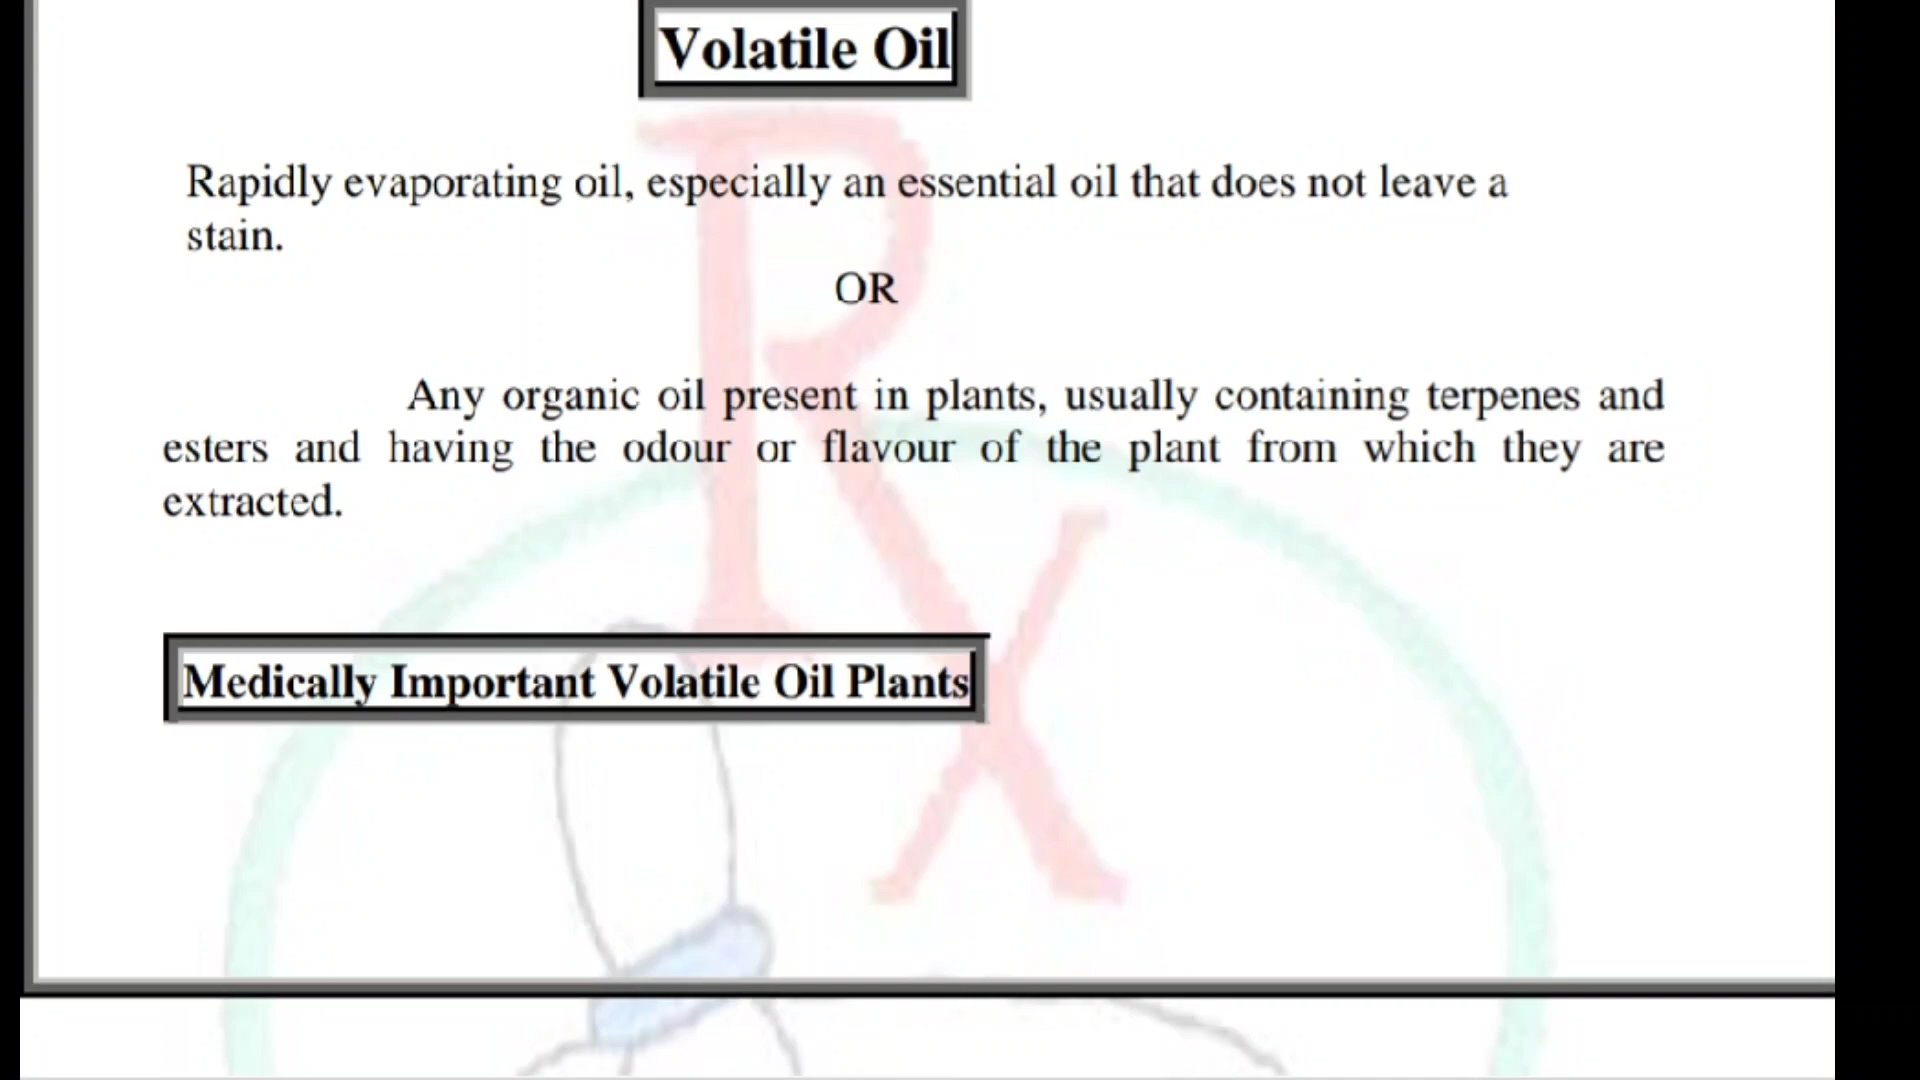 Volatile Oil
Rapidly evaporating oil, especially an essential oil that does not leave a
stain.
OR
Any organic oil present in plants, usually containing terpenes and
esters and having the odour or flavour of the plant from which they are
extracted.
Rx
Medically Important Volatile Oil Plants